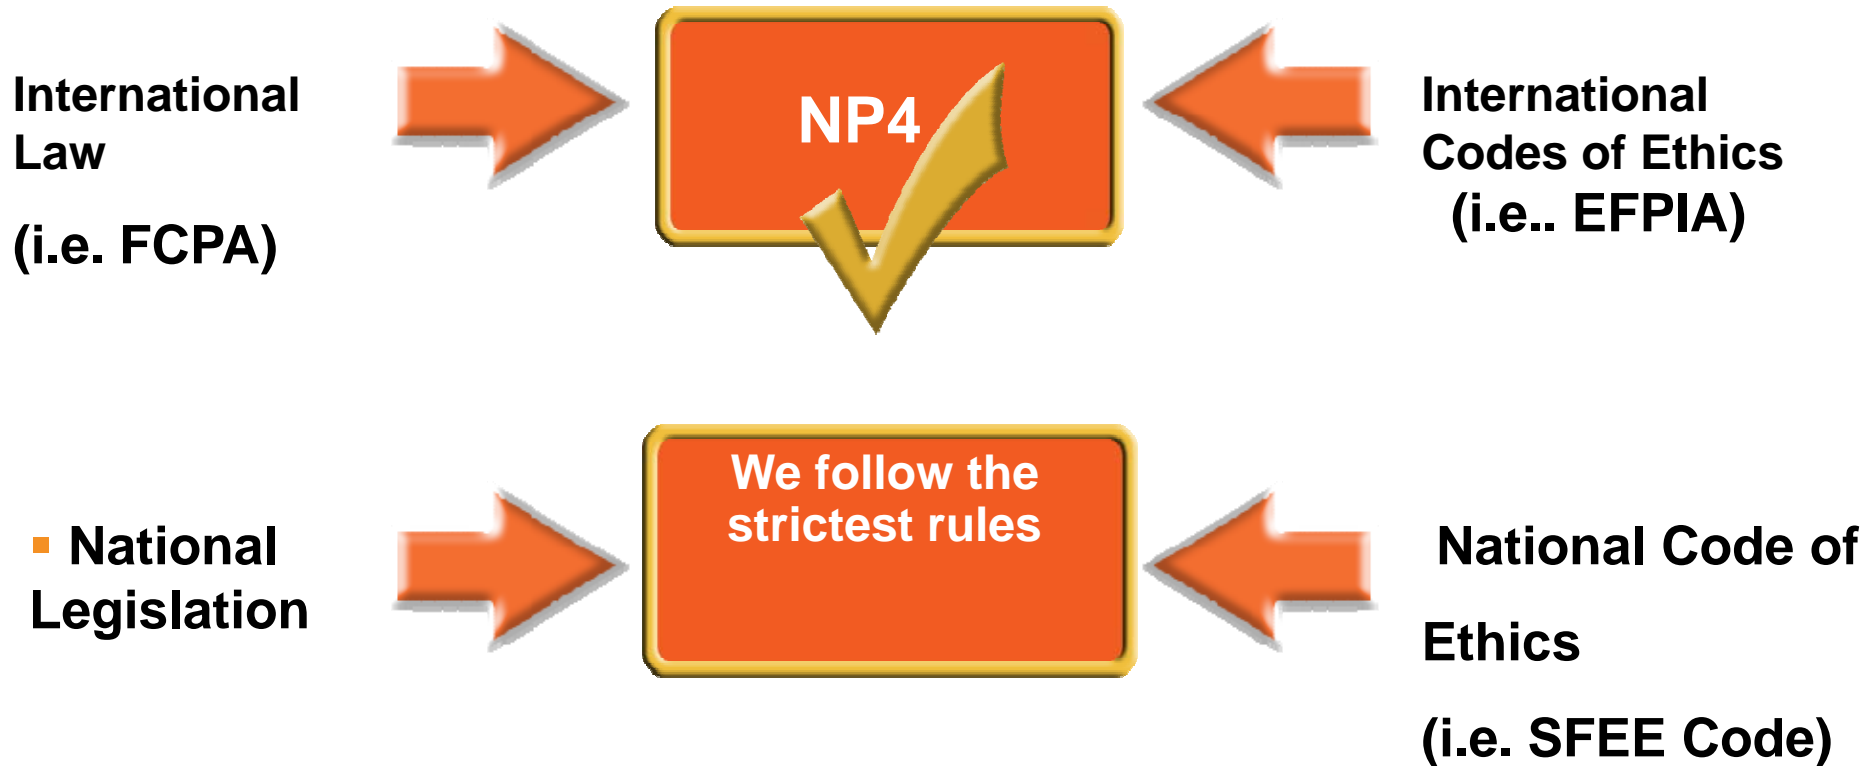 International
Law
(i.e. FCPA)
NP4
International
Codes of Ethics
(i.e.. EFPIA)
▪ National
Legislation
We follow the
strictest rules
National Code of
Ethics
(i.e. SFEE Code)